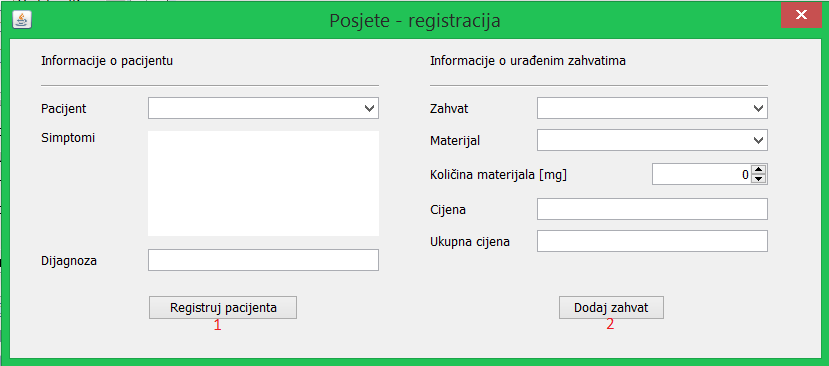 Posjete - registracija
Informacije o pacijentu
Pacijent
Simptomi
Dijagnoza
Registruj pacijenta
1
Informacije o urađenim zahvatima
Zahvat
Materijal
Količina materijala [mg]
0
Cijena
Ukupna cijena
Dodaj zahvat
2